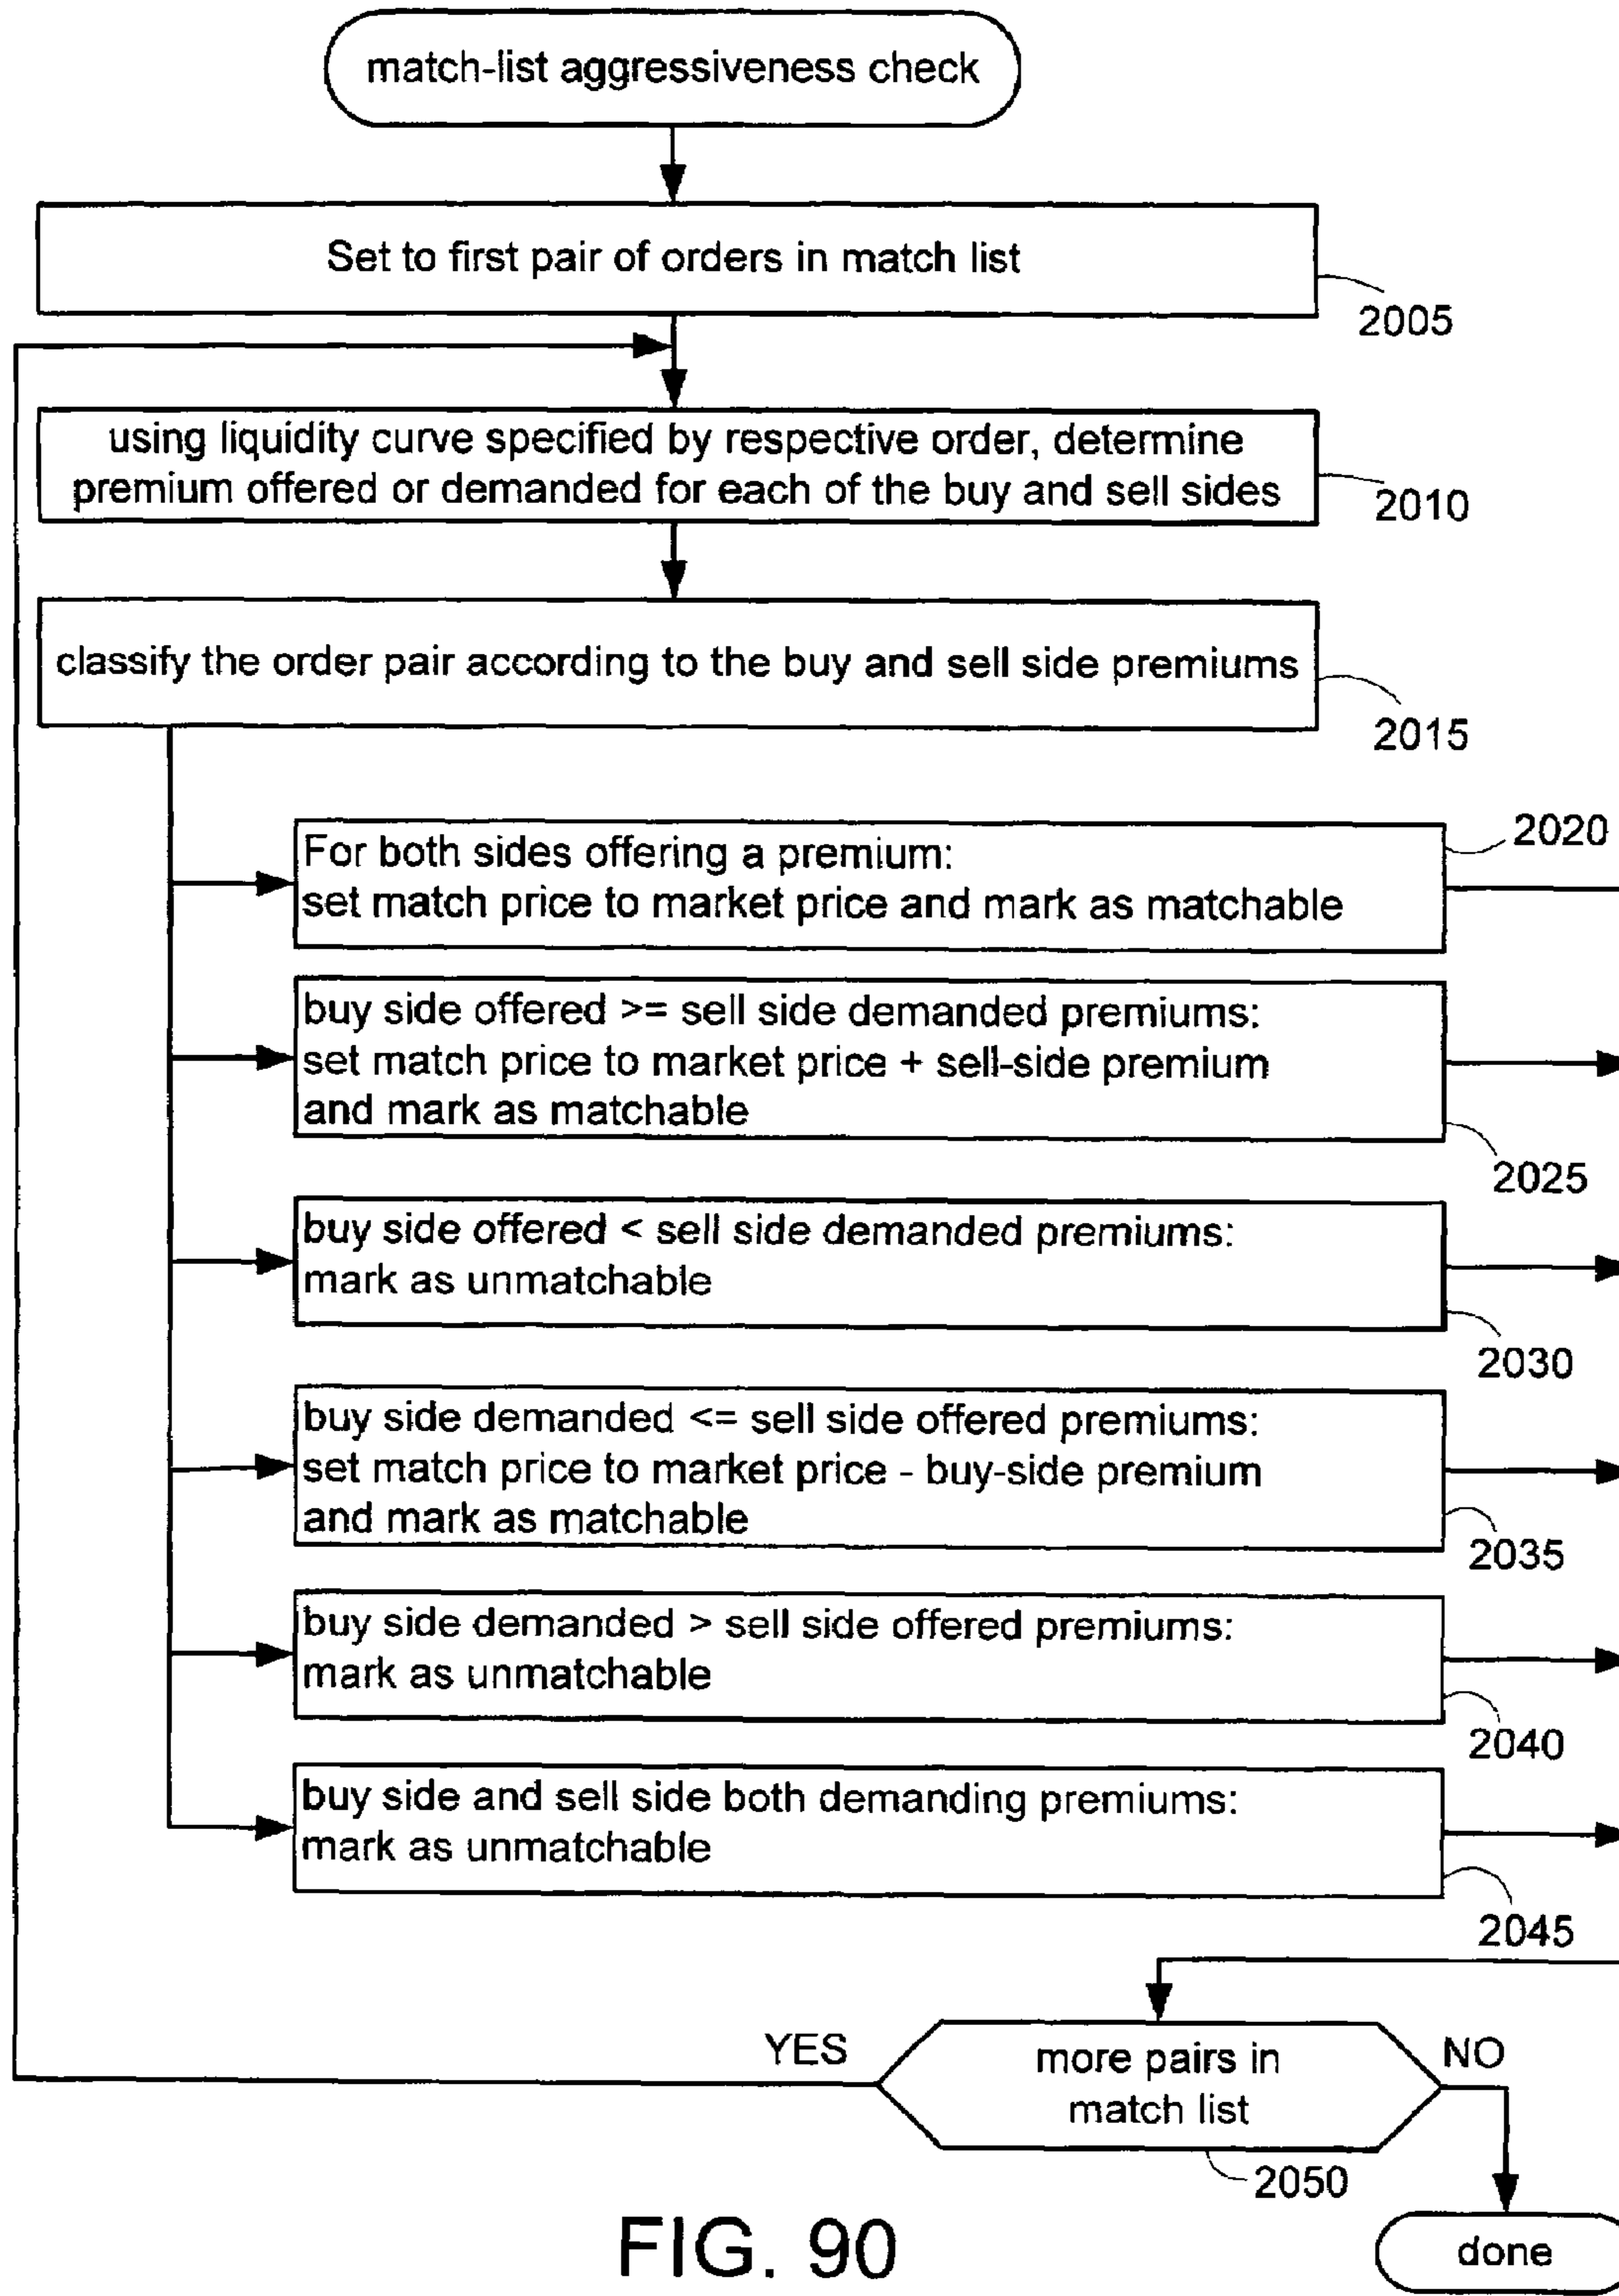 match-list aggressiveness check
Set to first pair of orders in match list
2005
using liquidity curve specified by respective order, determine
premium offered or demanded for each of the buy and sell sides
2010
classify the order pair according to the buy and sell side premiums
2015
For both sides offering a premium:
set match price to market price and mark as matchable
2020
buy side offered >= sell side demanded premiums:
set match price to market price + sell-side premium
and mark as matchable
2025
buy side offered < sell side demanded premiums:
mark as unmatchable
2030
buy side demanded <= sell side offered premiums:
set match price to market price - buy-side premium
and mark as matchable
2035
buy side demanded > sell side offered premiums:
mark as unmatchable
2040
buy side and sell side both demanding premiums:
mark as unmatchable
2045
YES
more pairs in
match list
NO
2050
done
FIG. 90